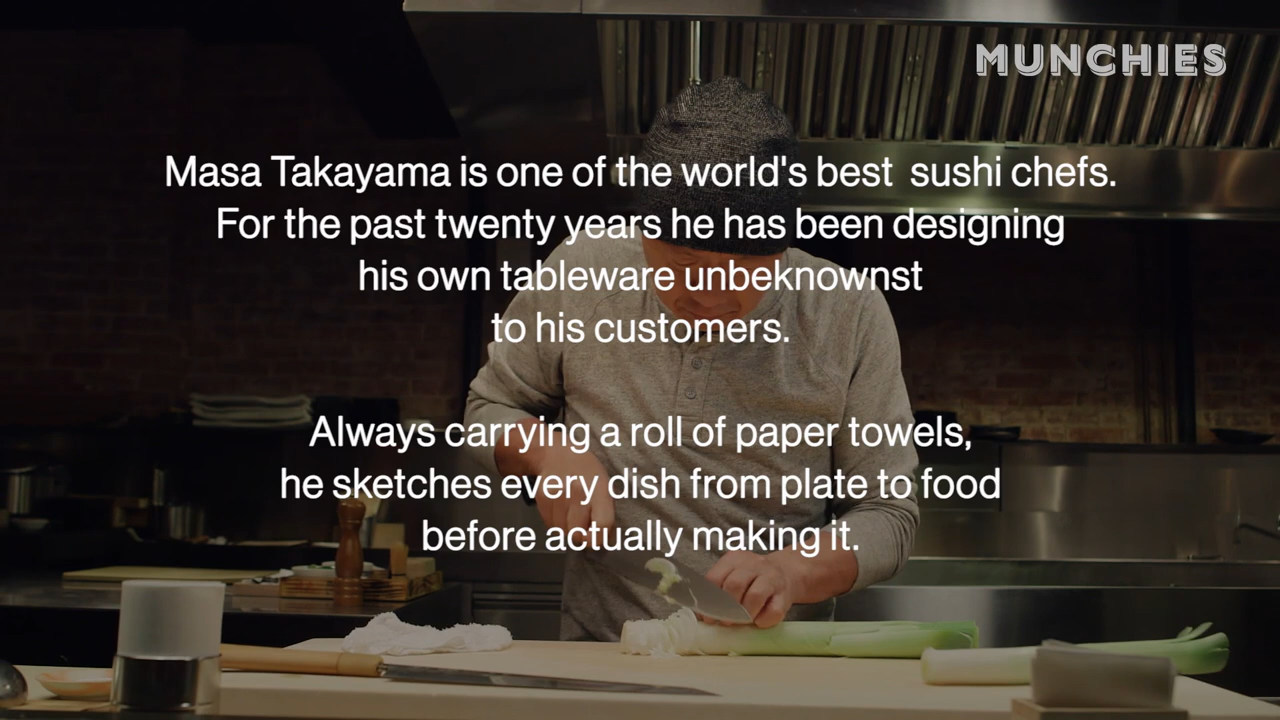 MUNCHIES
Masa Takayama is one of the world's best  sushi chefs.
For the past twenty years he has been designing
his own tableware unbeknownst
to his customers.
Always carrying a roll of paper towels,
he sketches every dish from plate to food
before actually making it.